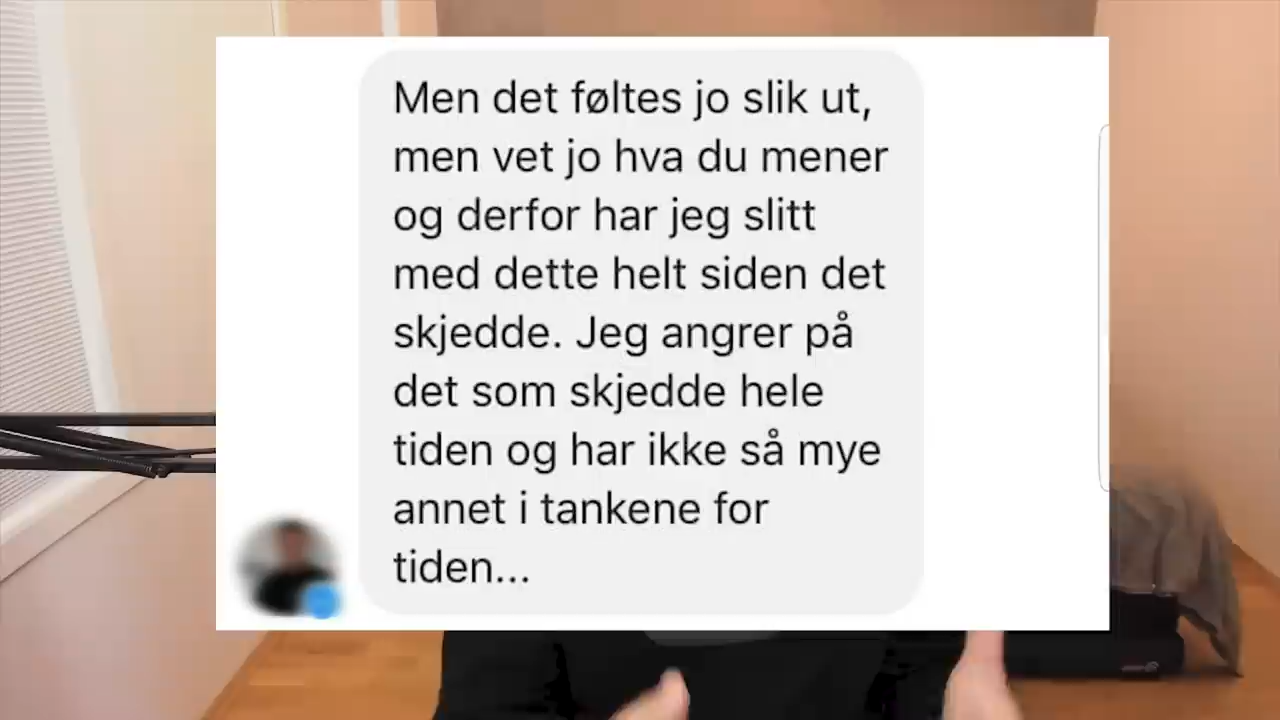 Men det føltes jo slik ut,
men vet jo hva du mener
og derfor har jeg slitt
med dette helt siden det
skjedde. Jeg angrer på
det som skjedde hele
tiden og har ikke så mye
annet i tankene for
tiden...